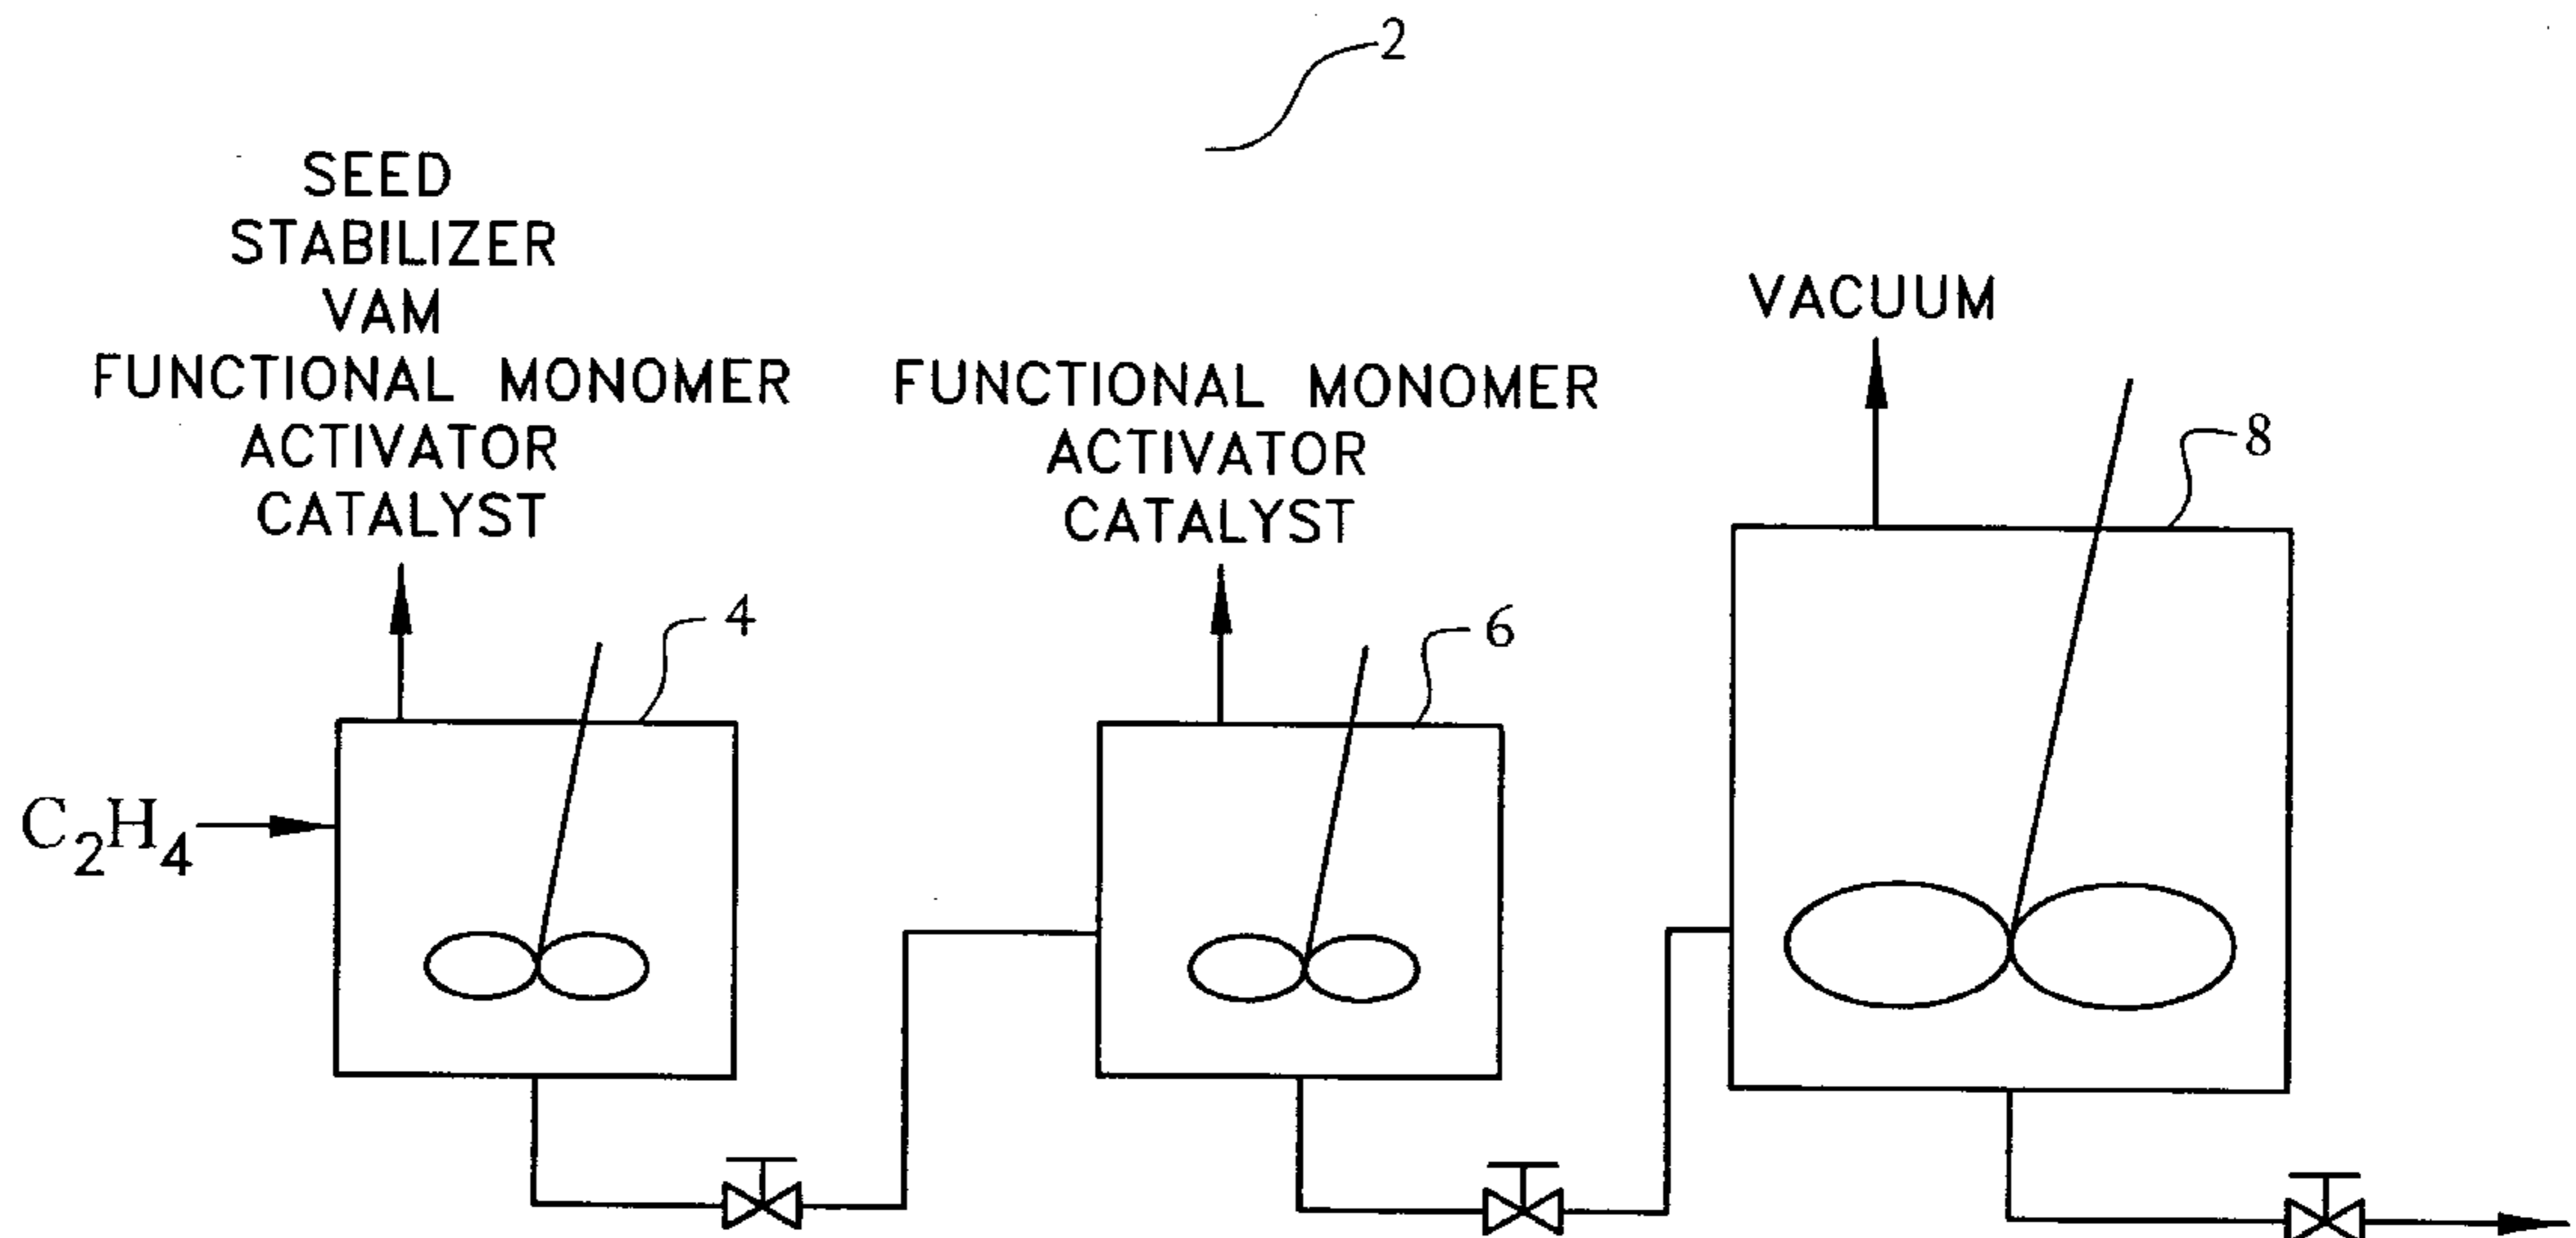 2
SEED
STABILIZER
VAM
FUNCTIONAL MONOMER
ACTIVATOR
CATALYST
FUNCTIONAL MONOMER
ACTIVATOR
CATALYST
VACUUM
4
6
8
C2H4